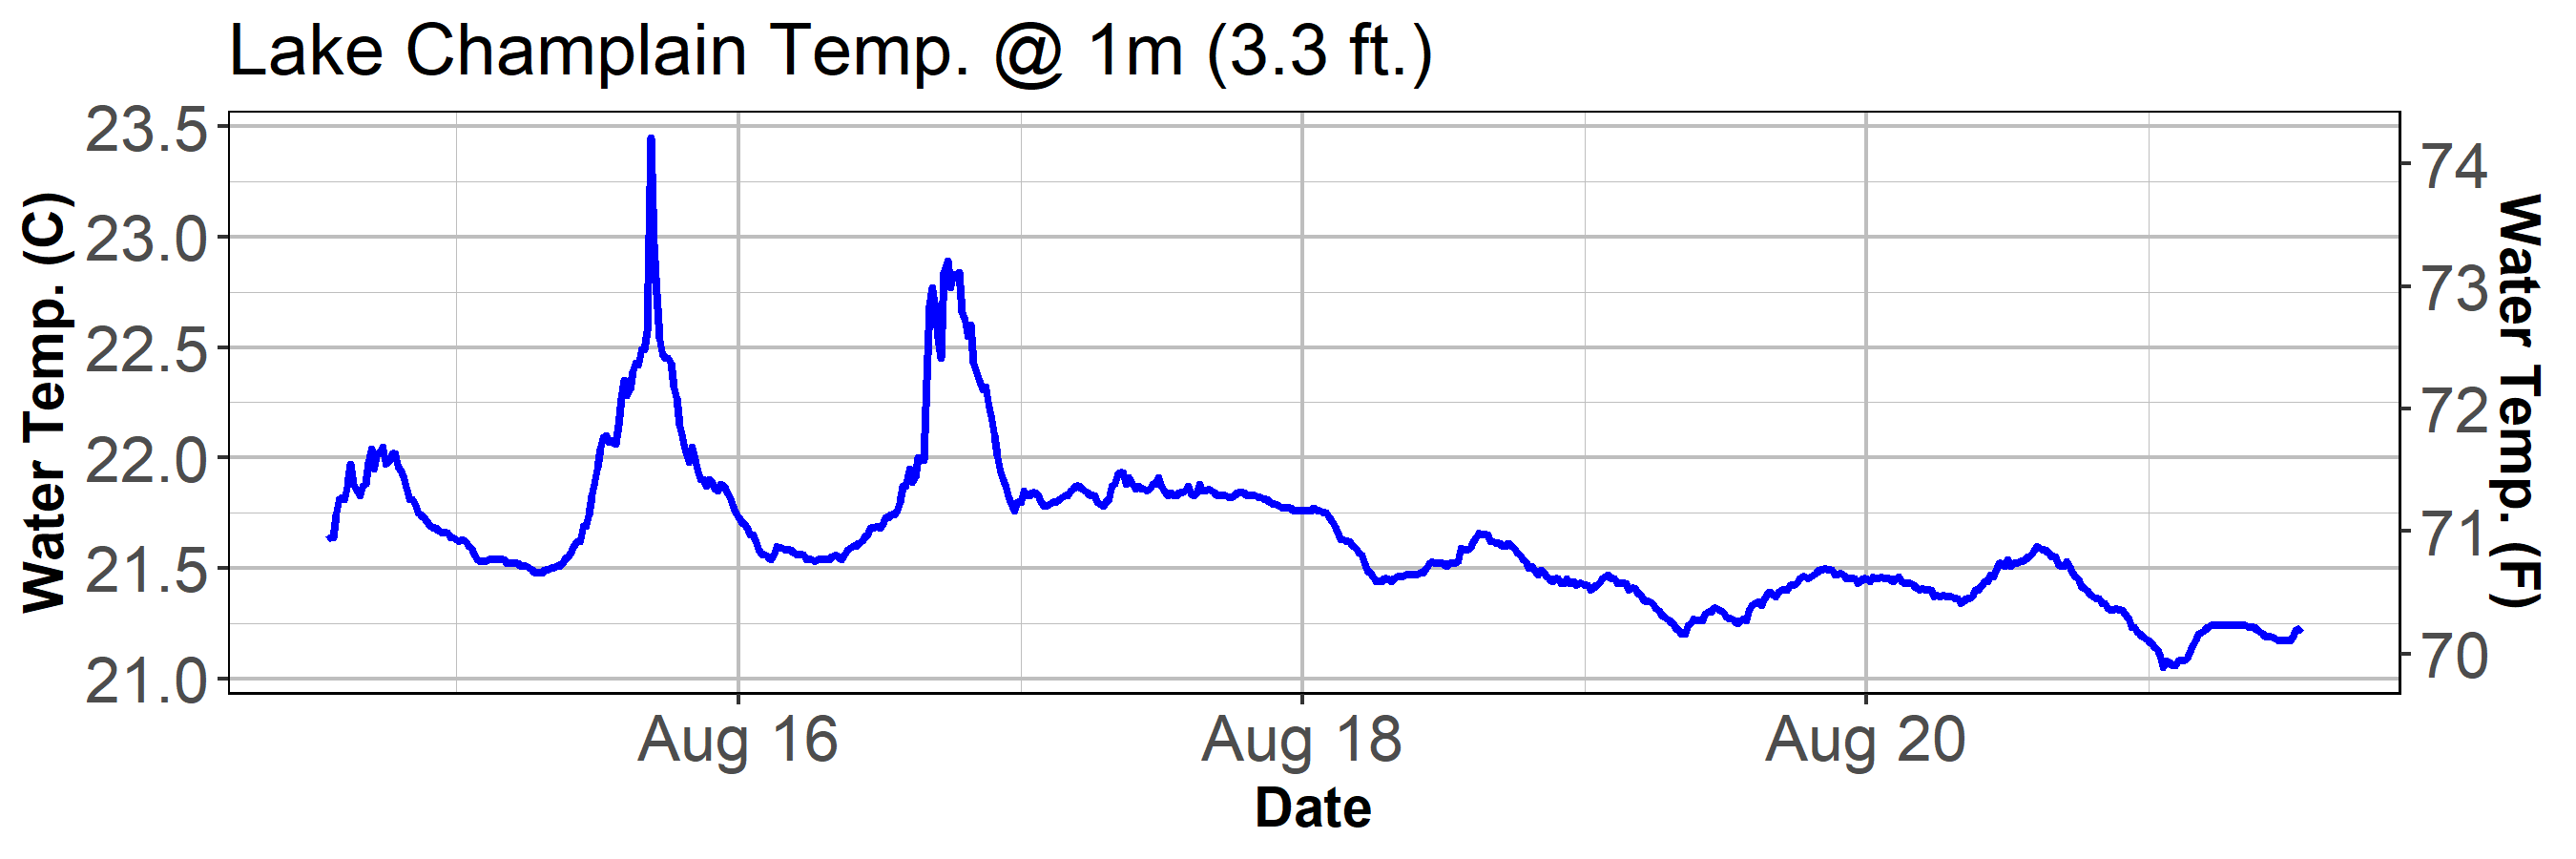 Lake Champlain Temp. @ 1m (3.3 ft.)
23.5
23.0
22.5
22.0
21.5
21.0
Water Temp. (C)
74
73
72
71
70
Water Temp. (F)
Aug 16 Aug 18 Aug 20
Date